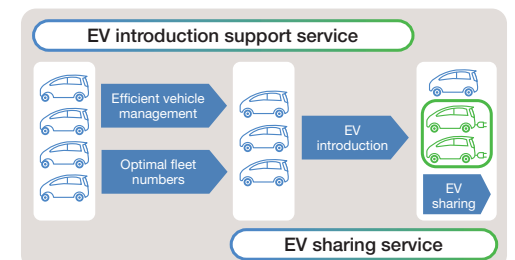 EV introduction support service
Efficient vehicle
management
Optimal fleet
numbers
EV
introduction
EV
sharing
EV sharing service